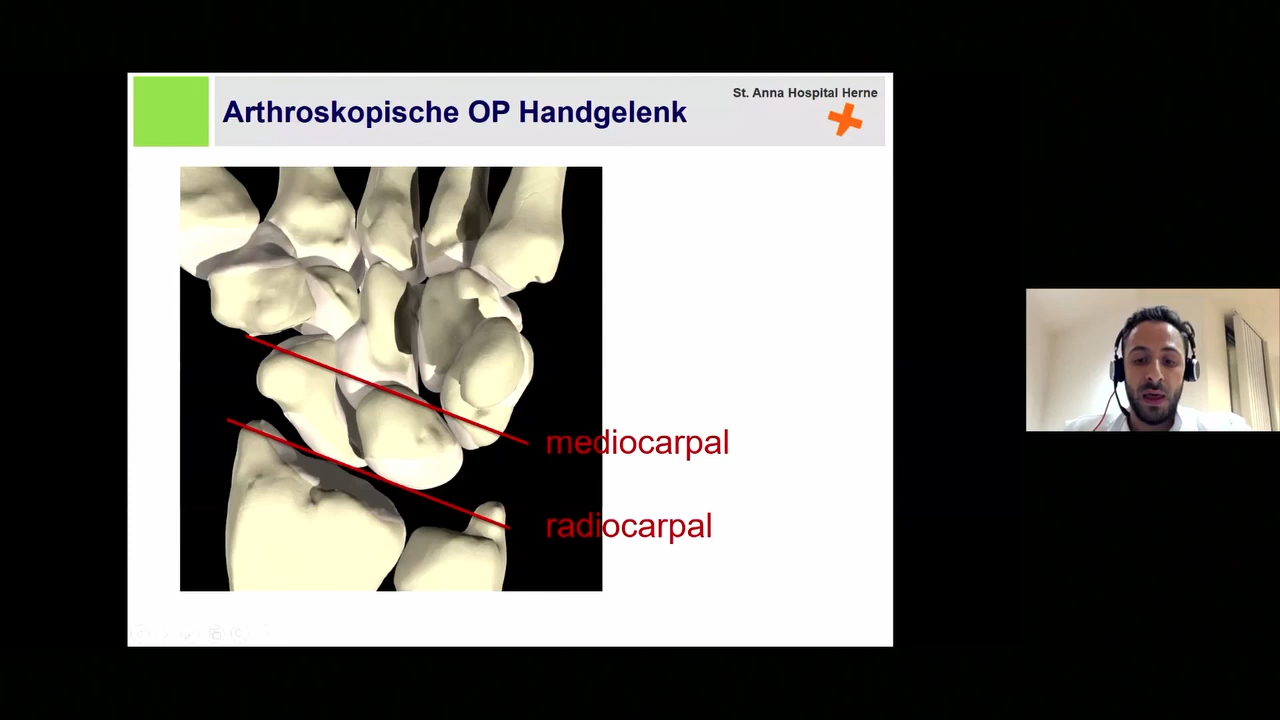 Arthroskopische OP Handgelenk
St. Anna Hospital Herne
mediocarpal
radiocarpal